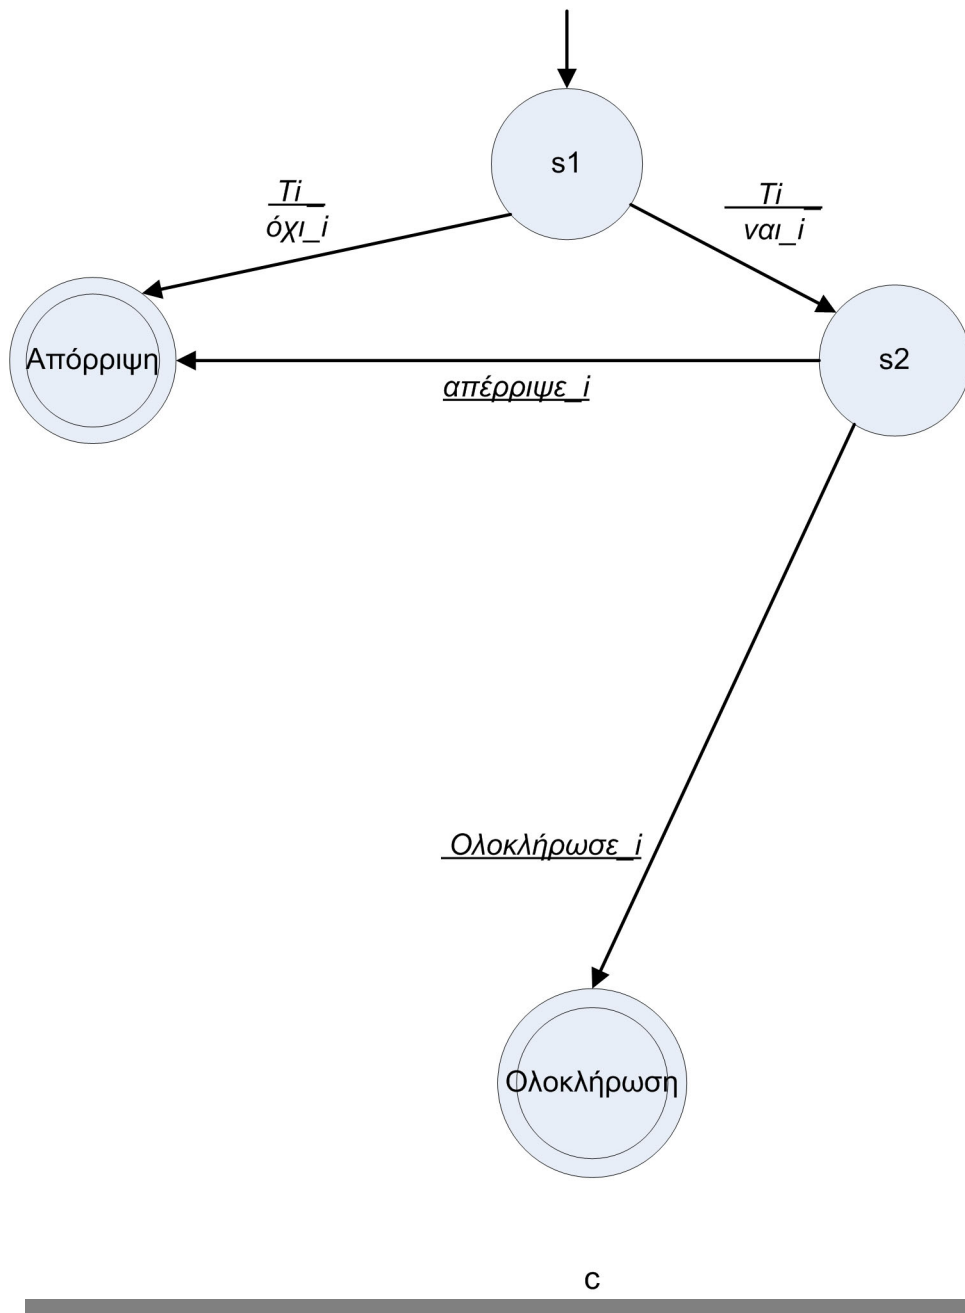 s1
Ti_
όχι_i
Ti_
ναι_i
Απόρριψη
s2
απέρριψε_i
Ολοκλήρωσε_i
Ολοκλήρωση
c